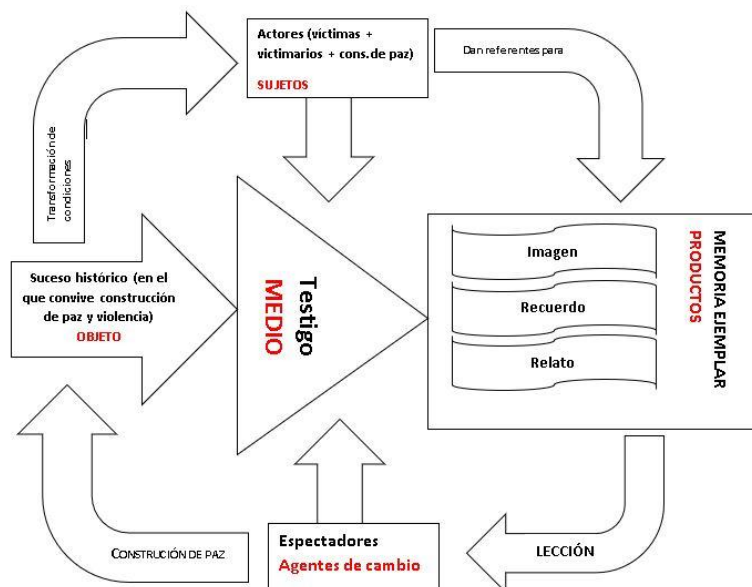 Actores (víctimas +
victimarios + cons.de paz)
SUJETOS
Dan referentes para
Transformación de
condiciones
Suceso histórico (en el
que convive construcción
de paz y violencia)
OBJETO
Testigo
MEDIO
Imagen
Recuerdo
Relato
MEMORIA EJEMPLAR
PRODUCTOS
CONSTRUCIÓN DE PAZ
Espectadores
Agentes de cambio
LECCIÓN